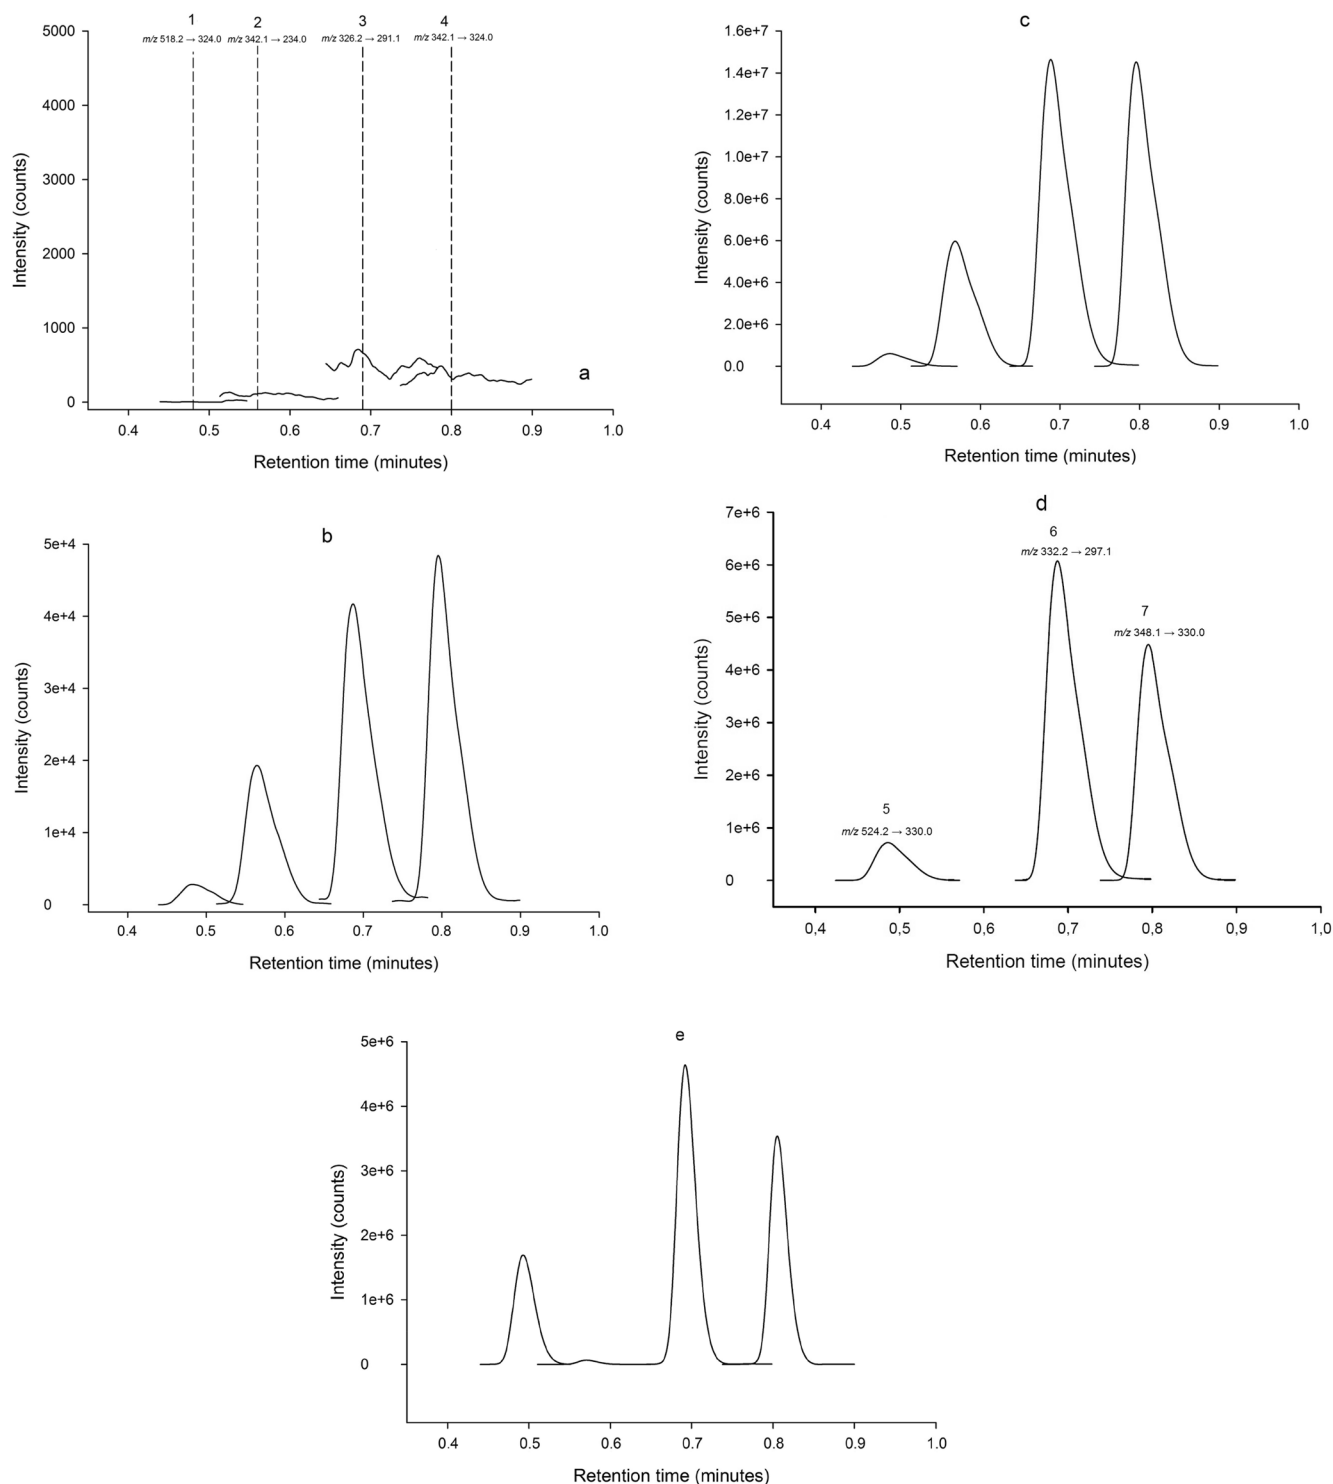 1 2 3 4
m/z 518.2 → 324.0 m/z 342.1 → 234.0 m/z 326.2 → 291.1 m/z 342.1 → 324.0
5000
4000
3000
2000
1000
0
Intensity (counts)
a
0.4 0.5 0.6 0.7 0.8 0.9 1.0
Retention time (minutes)
c
1.6e+7
1.4e+7
1.2e+7
1.0e+7
8.0e+6
6.0e+6
4.0e+6
2.0e+6
0.0
Intensity (counts)
0.4 0.5 0.6 0.7 0.8 0.9 1.0
Retention time (minutes)
b
5e+4
4e+4
3e+4
2e+4
1e+4
0
Intensity (counts)
0.4 0.5 0.6 0.7 0.8 0.9 1.0
Retention time (minutes)
d
7e+6
6e+6
5e+6
4e+6
3e+6
2e+6
1e+6
0
Intensity (counts)
6
m/z 332.2 → 297.1
7
m/z 348.1 → 330.0
5
m/z 524.2 → 330.0
0,4 0,5 0,6 0,7 0,8 0,9 1,0
Retention time (minutes)
e
5e+6
4e+6
3e+6
2e+6
1e+6
0
Intensity (counts)
0.4 0.5 0.6 0.7 0.8 0.9 1.0
Retention time (minutes)